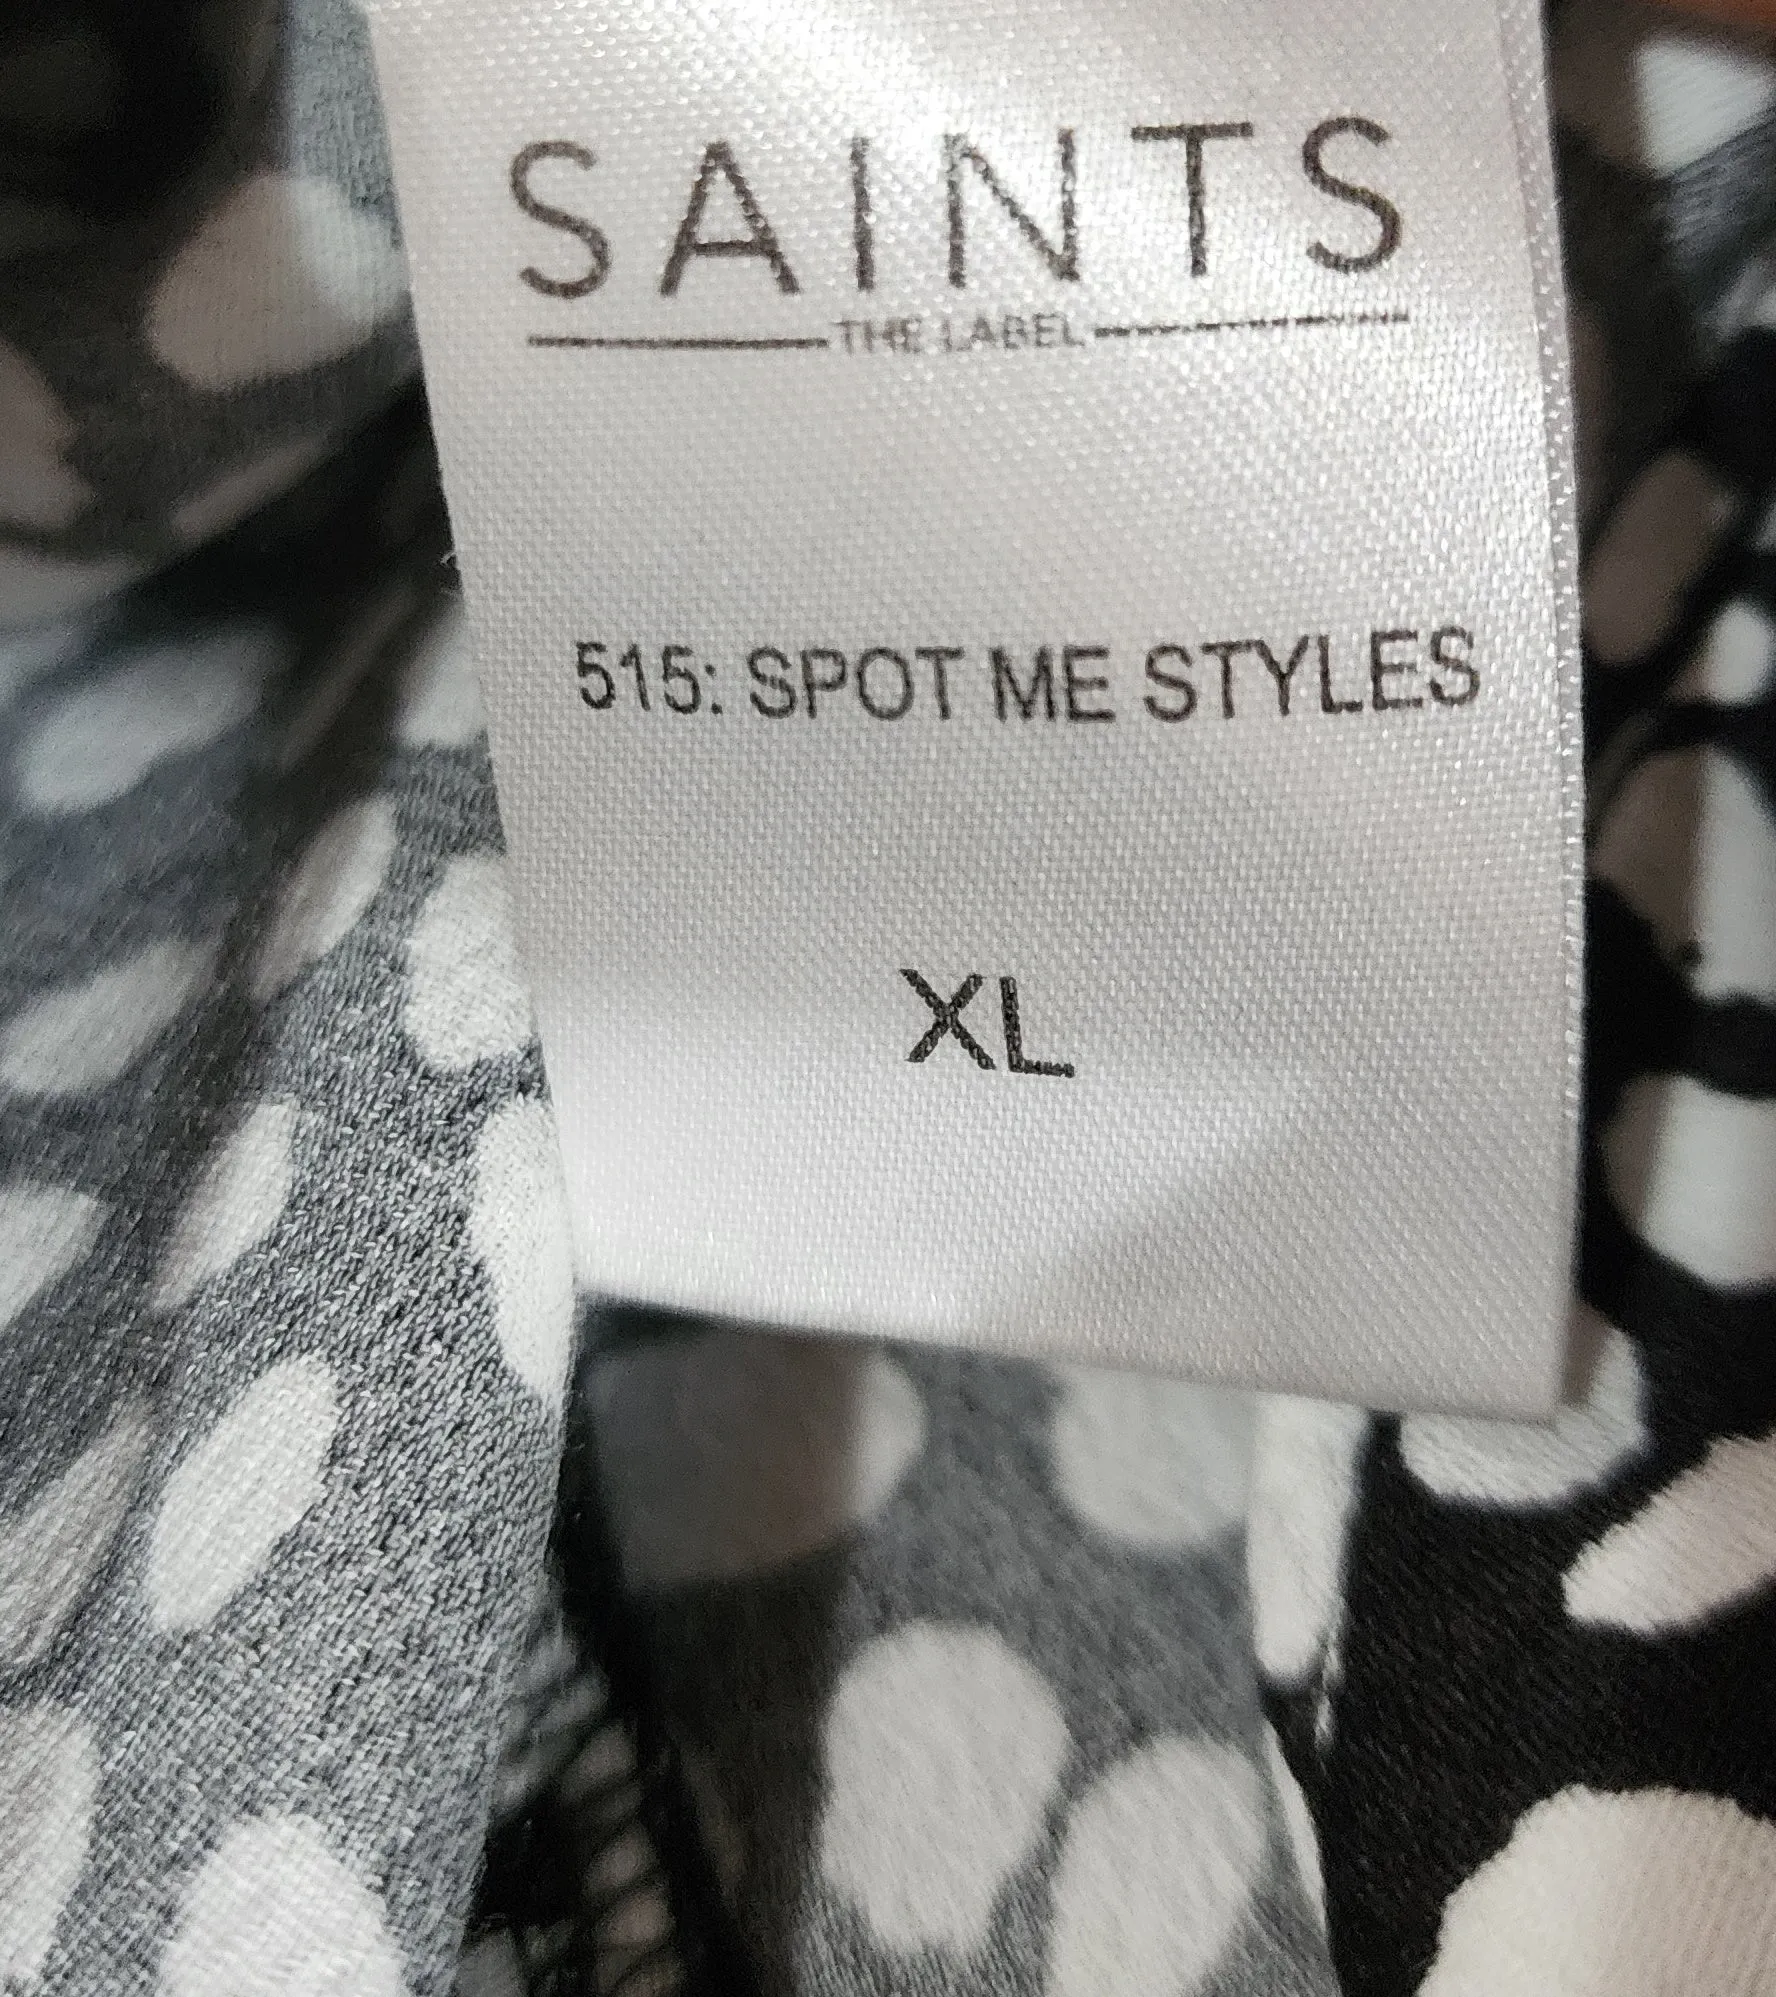 SAINTS
THE LABEL
515: SPOT ME STYLES
XL